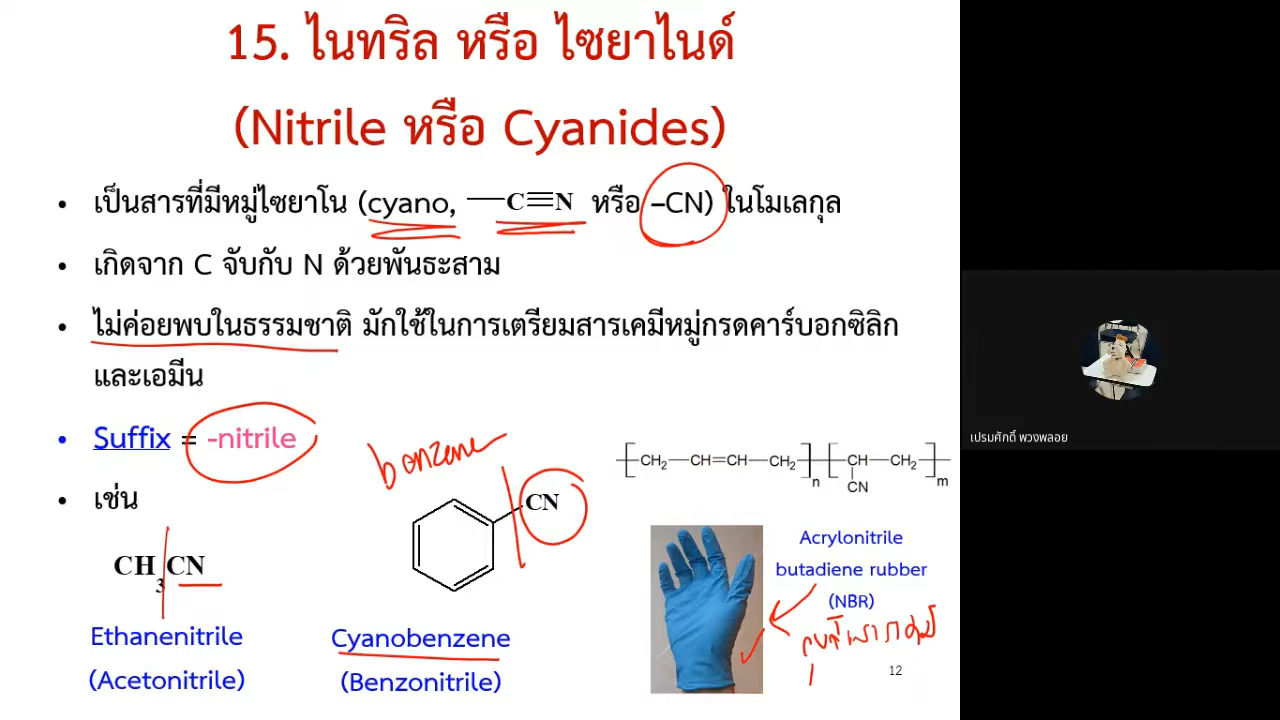 15. ไนทริล หรือ ไซยาไนด์
(Nitrile หรือ Cyanides)
• เป็นสารที่มีหมู่ไซยาโน (cyano, —C≡N หรือ –CN) ในโมเลกุล
• เกิดจาก C จับกับ N ด้วยพันธะสาม
• ไม่ค่อยพบในธรรมชาติ มักใช้ในการเตรียมสารเคมีหมู่กรดคาร์บอกซิลิก
และเอมีน
• Suffix = -nitrile
• เช่น
benzene
CH3CN
CN
Ethanenitrile
(Acetonitrile)
Cyanobenzene
(Benzonitrile)
CH2—CH=CH—CH2 n CH—CH2 m
CN
Acrylonitrile
butadiene rubber
(NBR)
12
เปรมศักดิ์ พวงพลอย